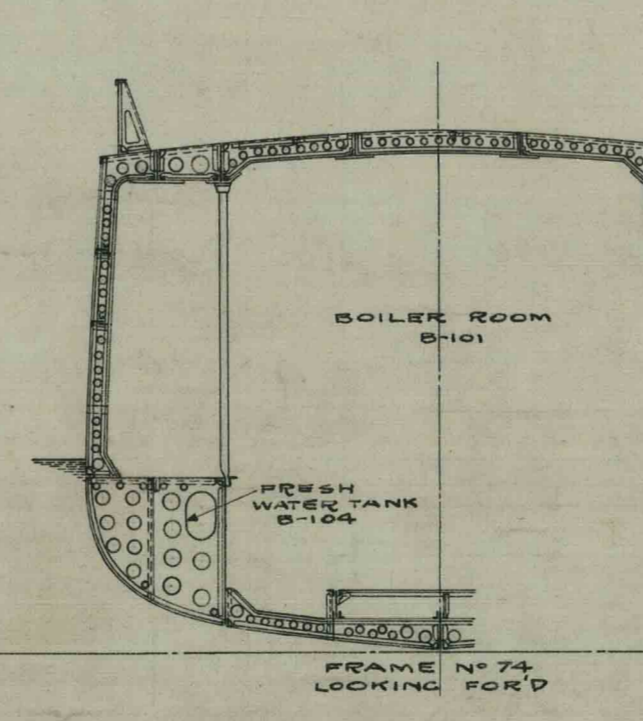 BOILER ROOM
B-101
FRESH
WATER TANK
B-104
FRAME Nº 74
LOOKING FOR'D